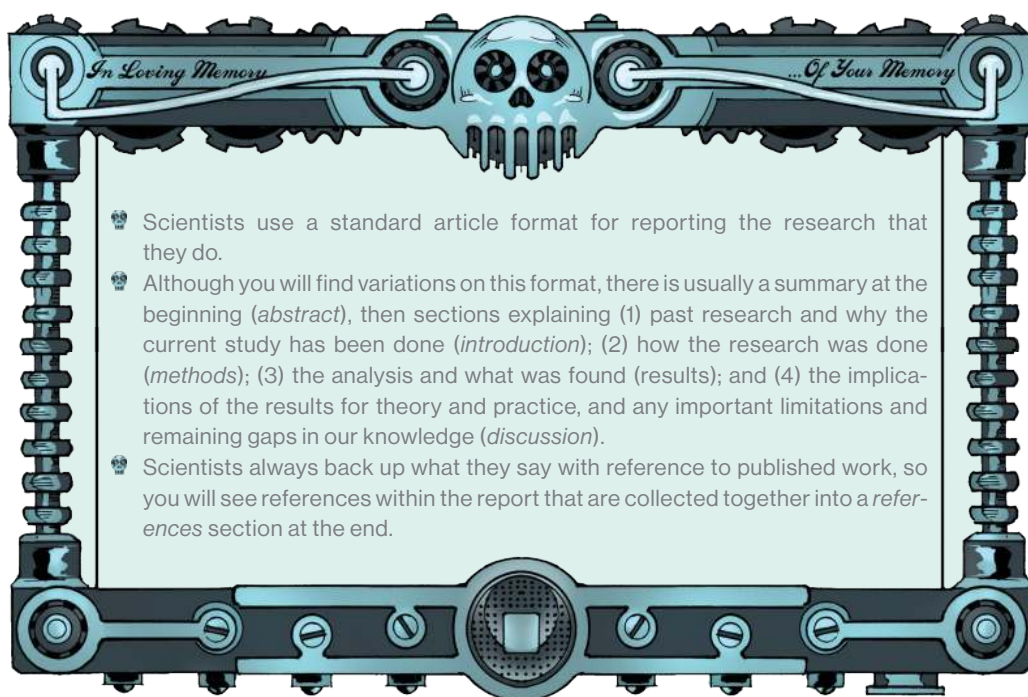 In Loving Memory
...Of Your Memory
Scientists use a standard article format for reporting the research that
they do.
Although you will find variations on this format, there is usually a summary at the
beginning (abstract), then sections explaining (1) past research and why the
current study has been done (introduction); (2) how the research was done
(methods); (3) the analysis and what was found (results); and (4) the implica-
tions of the results for theory and practice, and any important limitations and
remaining gaps in our knowledge (discussion).
Scientists always back up what they say with reference to published work, so
you will see references within the report that are collected together into a refer-
ences section at the end.